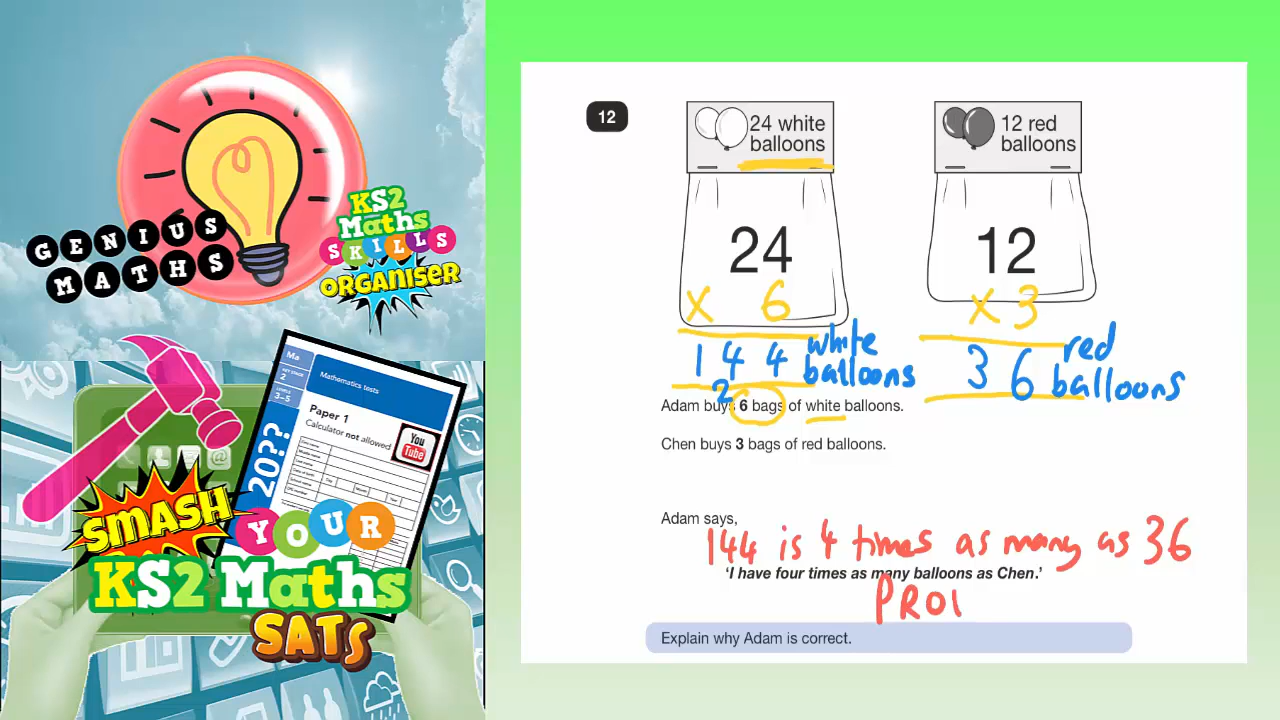 GENIUS
MATHS
KS2
Maths
SKILLS
ORGANISER
Ma
KEY STAGE
2
LEVELS
3–5
Mathematics tests
Paper 1
Calculator not allowed
20??
You
Tube
SMASH
YOUR
KS2 Maths
SATS
12
24 white
balloons
12 red
balloons
24
12
x 6
x 3
144 white
balloons
2
36 red
balloons
Adam buys 6 bags of white balloons.
Chen buys 3 bags of red balloons.
Adam says,
144 is 4 times as many as 36
'I have four times as many balloons as Chen.'
PROI
Explain why Adam is correct.